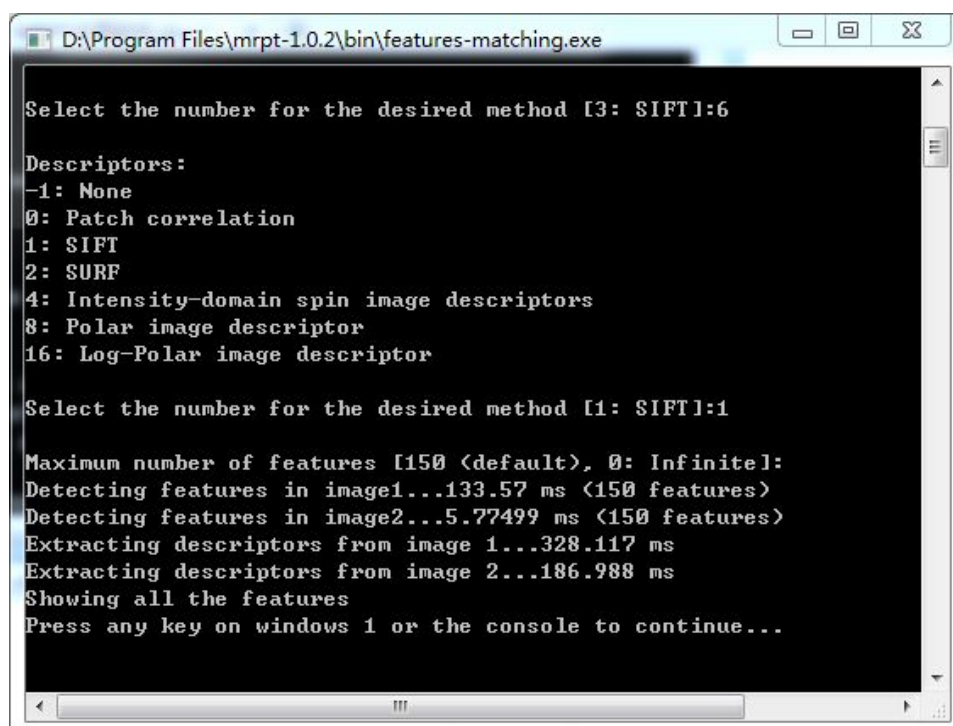 D:\Program Files\mrpt-1.0.2\bin\features-matching.exe
Select the number for the desired method [3: SIFT]:6
Descriptors:
-1: None
0: Patch correlation
1: SIFT
2: SURF
4: Intensity-domain spin image descriptors
8: Polar image descriptor
16: Log-Polar image descriptor
Select the number for the desired method [1: SIFT]:1
Maximum number of features [150 (default), 0: Infinite]:
Detecting features in image1...133.57 ms (150 features)
Detecting features in image2...5.77499 ms (150 features)
Extracting descriptors from image 1...328.117 ms
Extracting descriptors from image 2...186.988 ms
Showing all the features
Press any key on windows 1 or the console to continue...